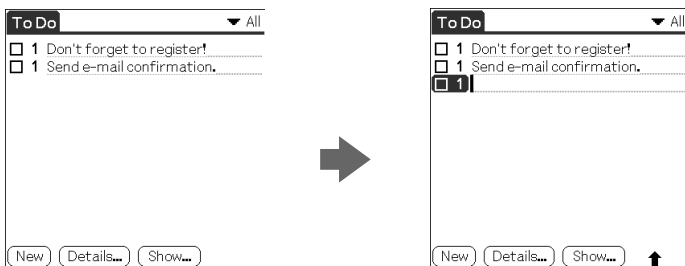 To Do All
1 Don't forget to register!
1 Send e-mail confirmation.
New Details... Show...
To Do All
1 Don't forget to register!
1 Send e-mail confirmation.
1
New Details... Show...